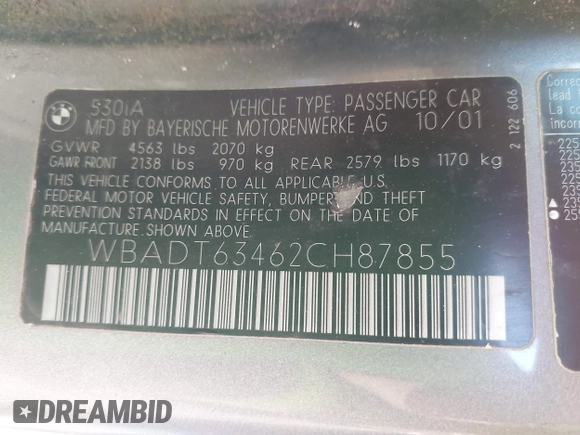 530iA VEHICLE TYPE: PASSENGER CAR
MFD BY BAYERISCHE MOTORENWERKE AG 10/01
GVWR 4563 lbs 2070 kg
GAWR FRONT 2138 lbs 970 kg REAR 2579 lbs 1170 kg
THIS VEHICLE CONFORMS TO ALL APPLICABLE U.S.
FEDERAL MOTOR VEHICLE SAFETY, BUMPER AND THEFT
PREVENTION STANDARDS IN EFFECT ON THE DATE OF
MANUFACTURE SHOWN ABOVE.
WBADT63462CH87855
2 122 606
Correc
lead
La c
DREAMBID